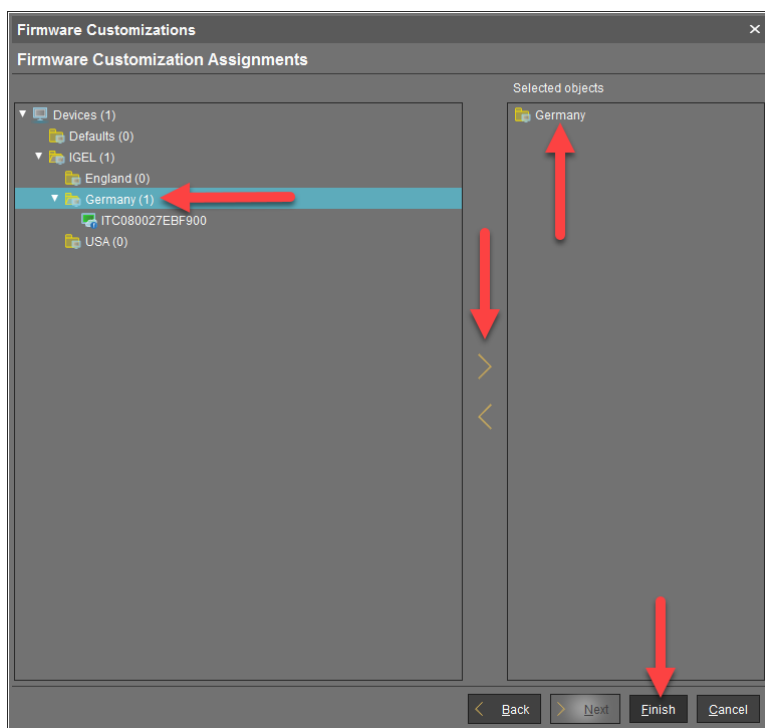 Firmware Customizations
Firmware Customization Assignments
Selected objects
Devices (1)
Defaults (0)
IGEL (1)
England (0)
Germany (1)
ITC080027EBF900
USA (0)
Germany
Back
Next
Finish
Cancel